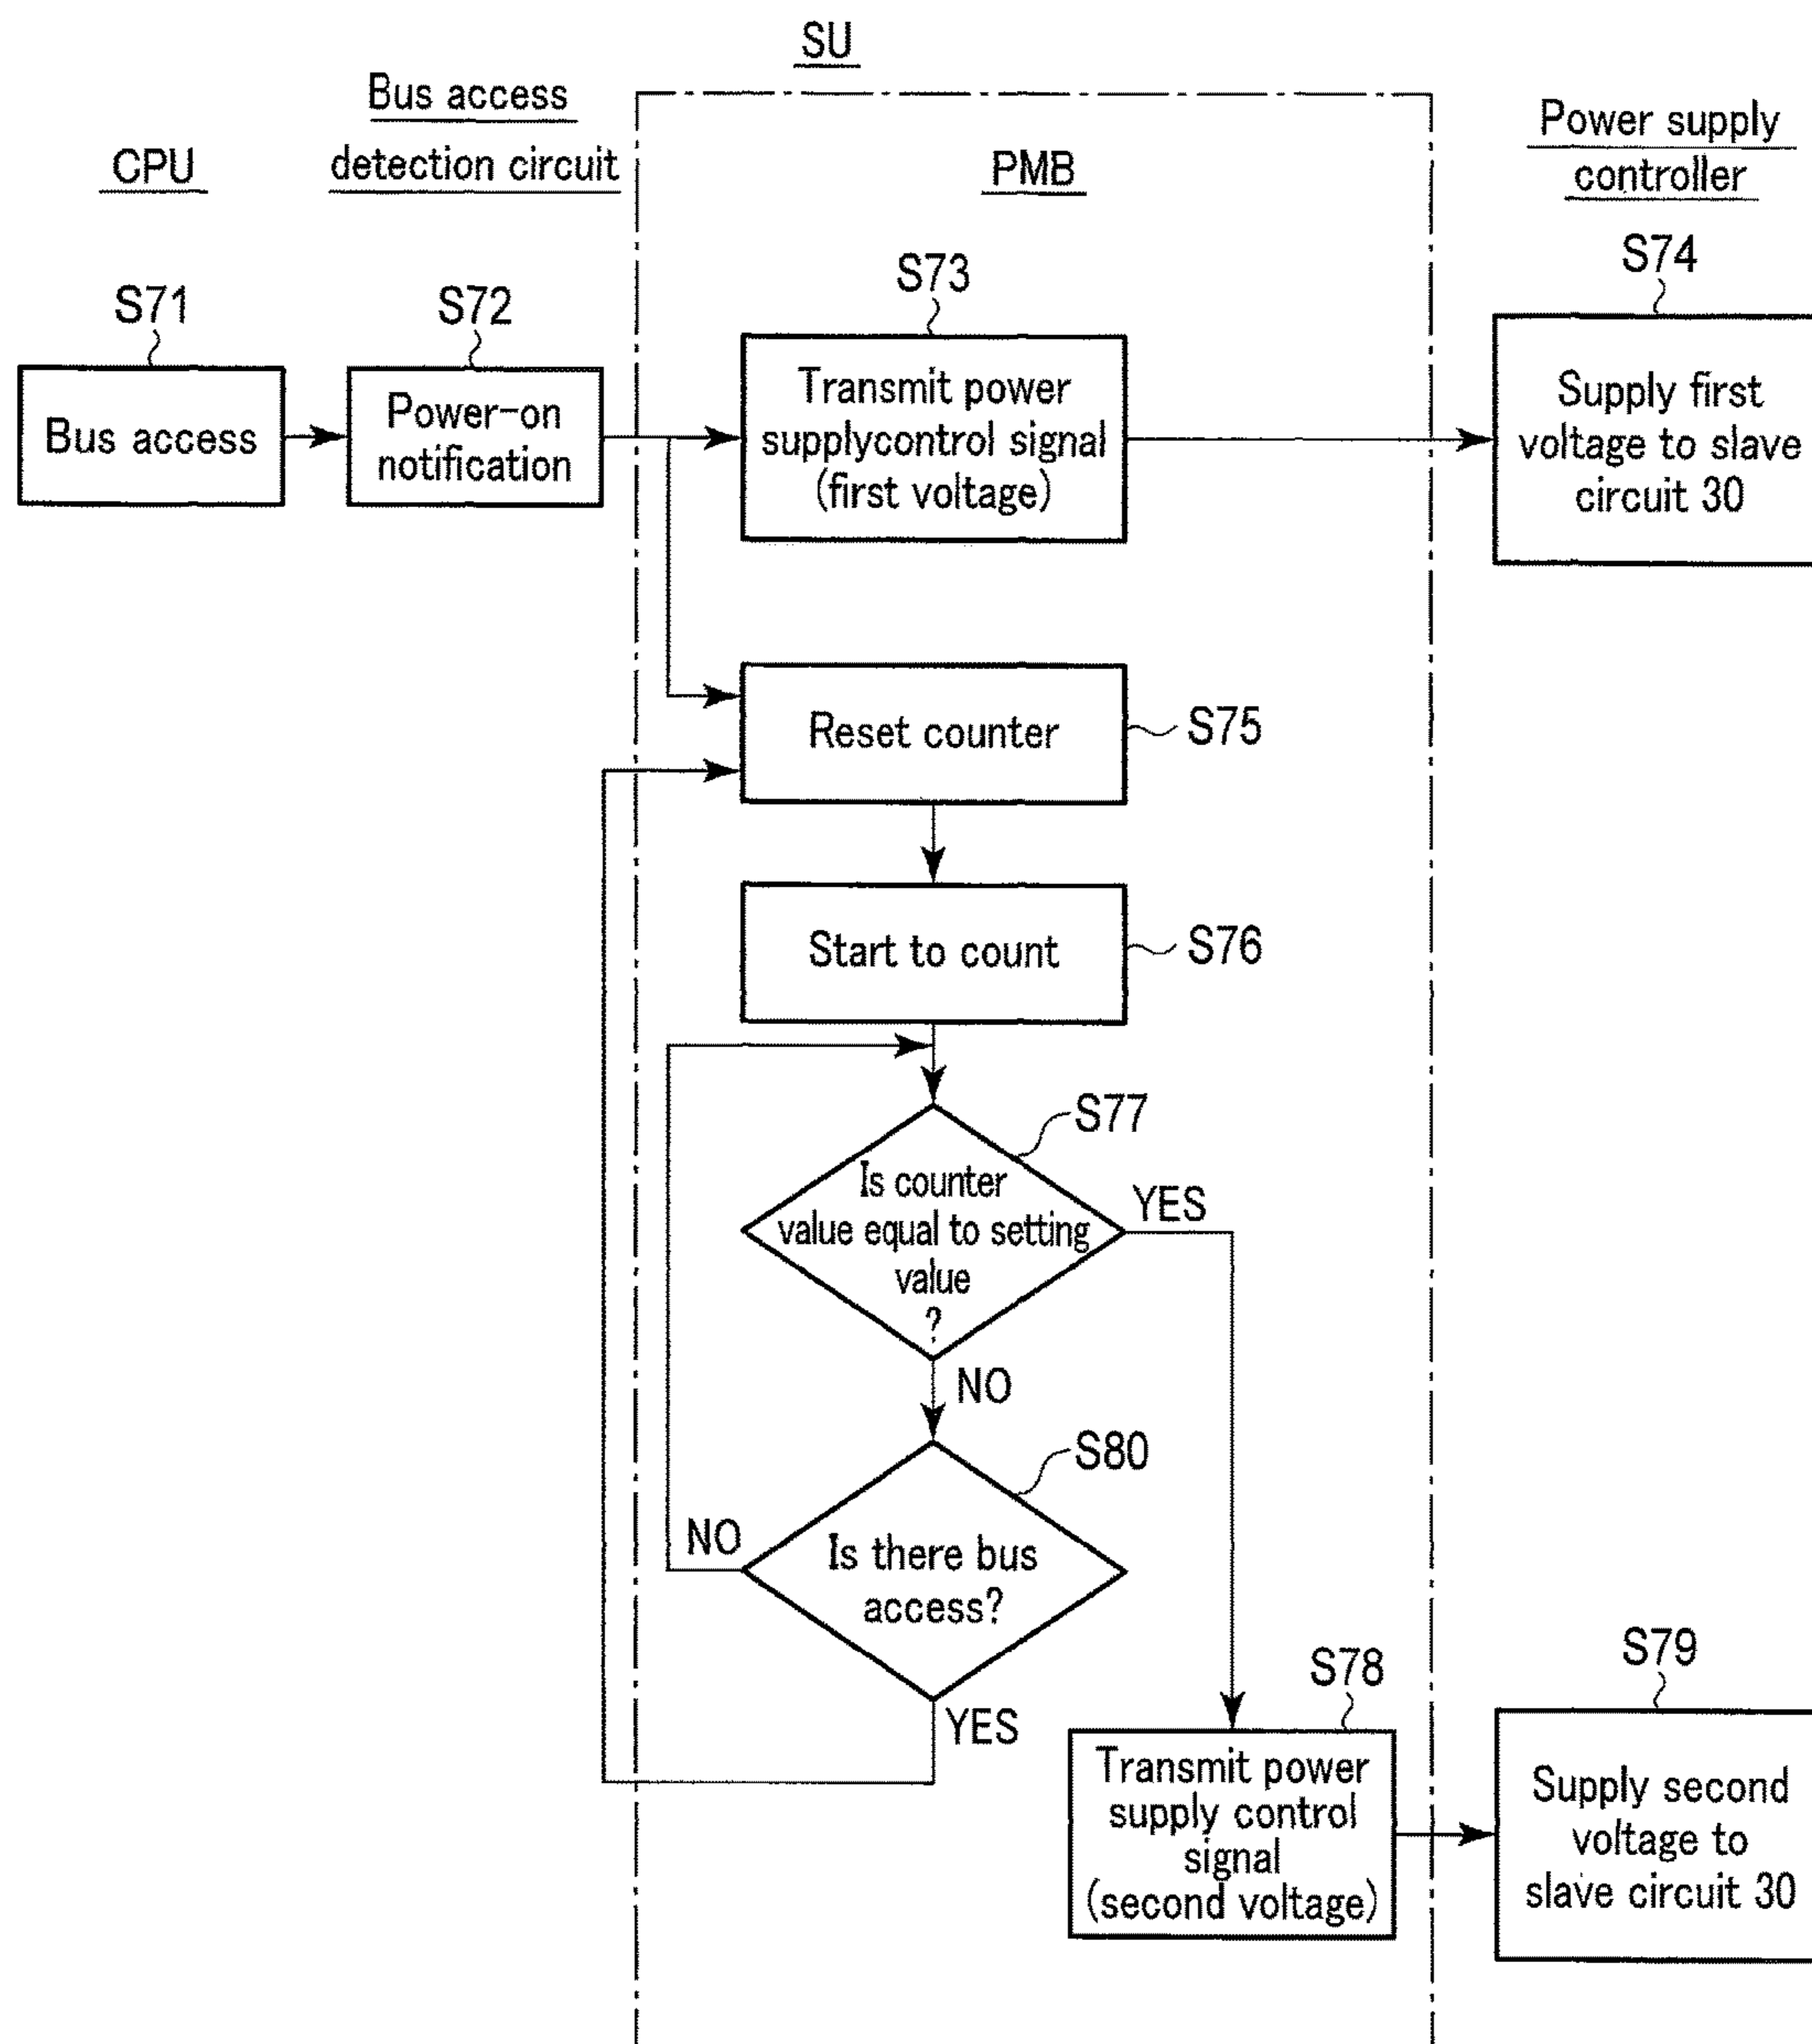 SU
Bus access
detection circuit
CPU
PMB
Power supply
controller
S71
Bus access
S72
Power-on
notification
S73
Transmit power
supplycontrol signal
(first voltage)
S74
Supply first
voltage to slave
circuit 30
Reset counter
S75
Start to count
S76
S77
Is counter
value equal to setting
value
?
YES
NO
S80
Is there bus
access?
NO
YES
S78
Transmit power
supply control
signal
(second voltage)
S79
Supply second
voltage to
slave circuit 30